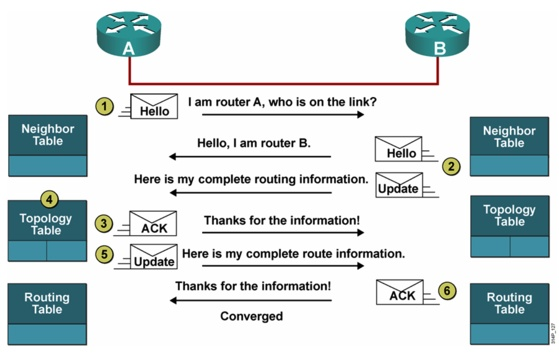 A
B
1
Hello
I am router A, who is on the link?
Neighbor
Table
Neighbor
Table
Hello, I am router B.
Hello
2
Here is my complete routing information.
Update
4
Topology
Table
Topology
Table
3
ACK
Thanks for the information!
5
Update
Here is my complete route information.
Routing
Table
Routing
Table
Thanks for the information!
ACK
6
Converged